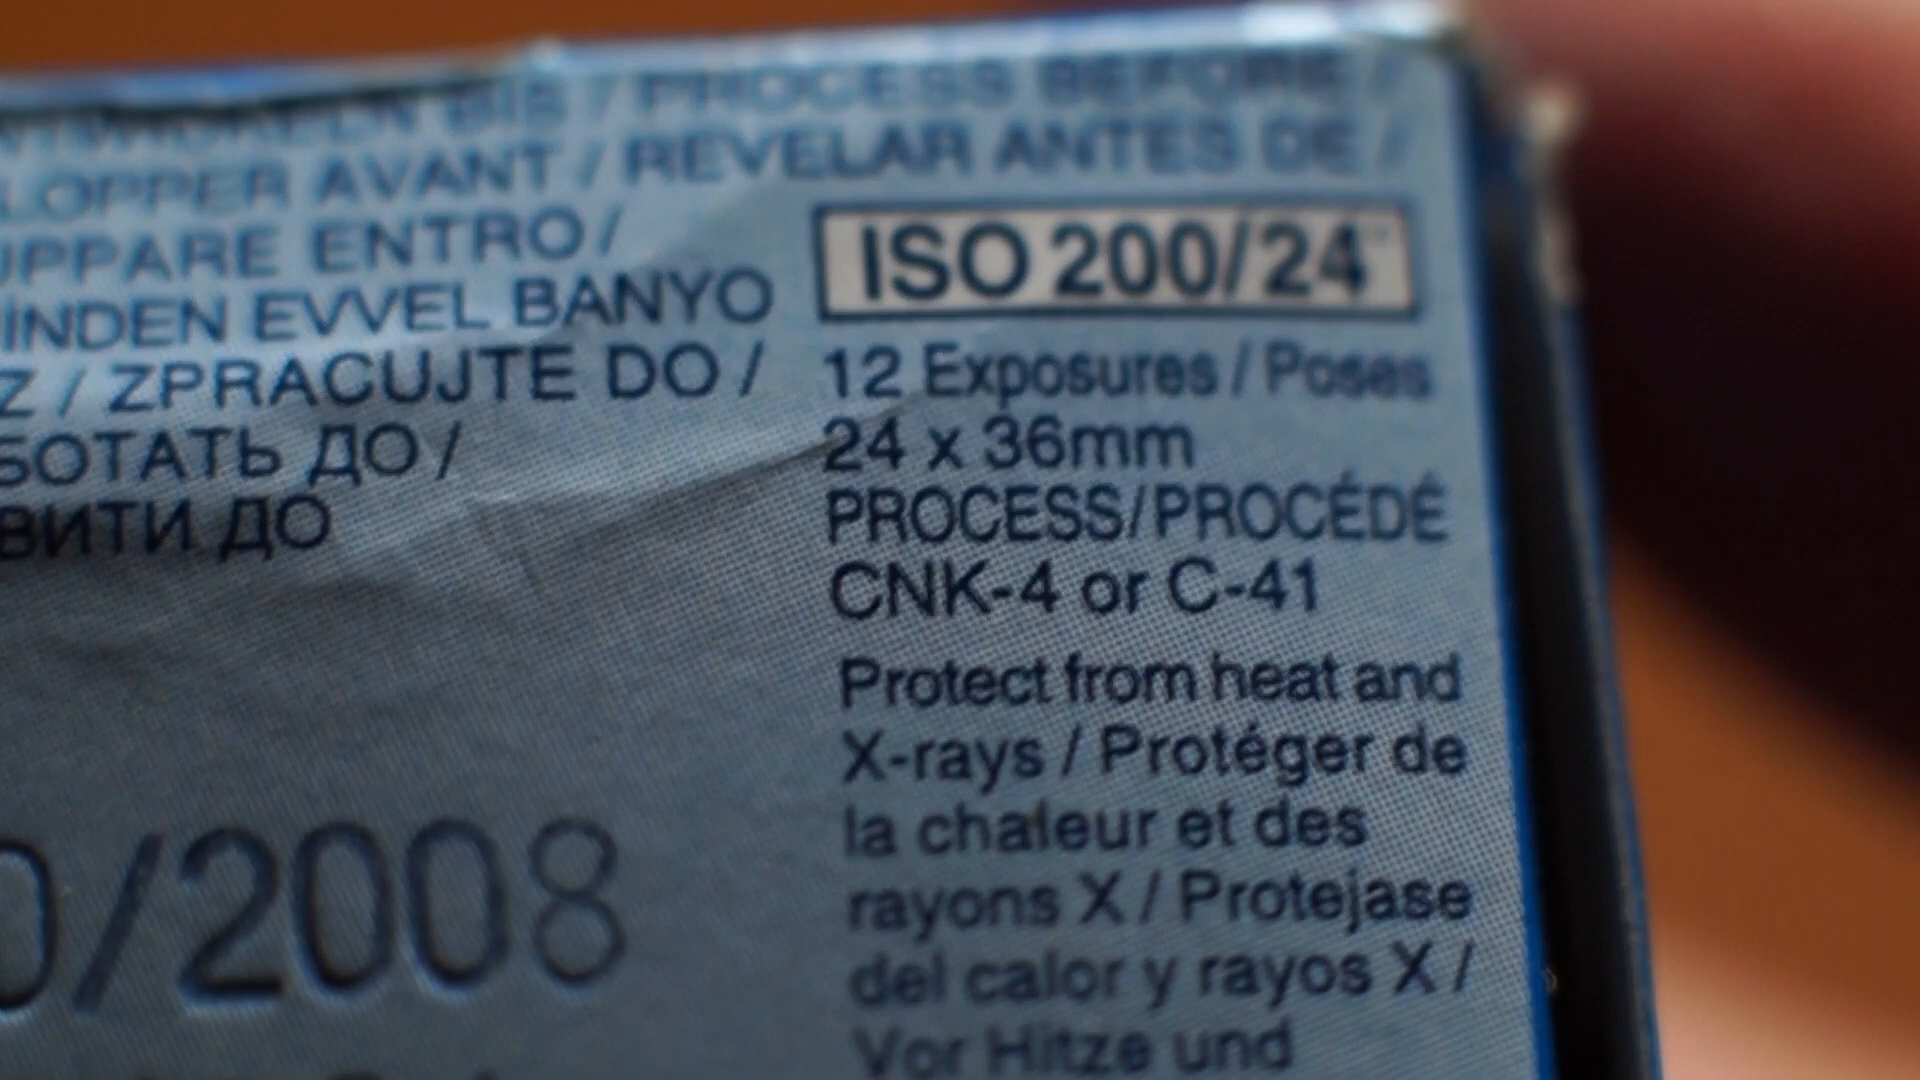 BIS / PROCESS BEFORE /
LOPPER AVANT / REVELAR ANTES DE /
UPPARE ENTRO /
İNDEN EVVEL BANYO
Z / ZPRACUJTE DO /
БОТАТЬ ДО /
ВИТИ ДО
0/2008
ISO 200/24°
12 Exposures / Poses
24 x 36mm
PROCESS/PROCÉDÉ
CNK-4 or C-41
Protect from heat and
X-rays / Protéger de
la chaleur et des
rayons X / Protejase
del calor y rayos X /
Vor Hitze und